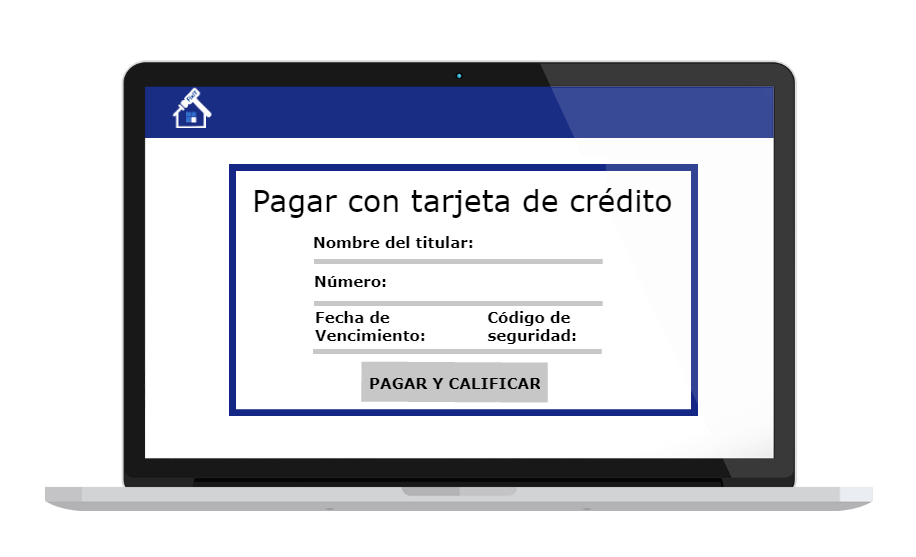 Pagar con tarjeta de crédito
Nombre del titular:
Número:
Fecha de
Vencimiento:
Código de
seguridad:
PAGAR Y CALIFICAR